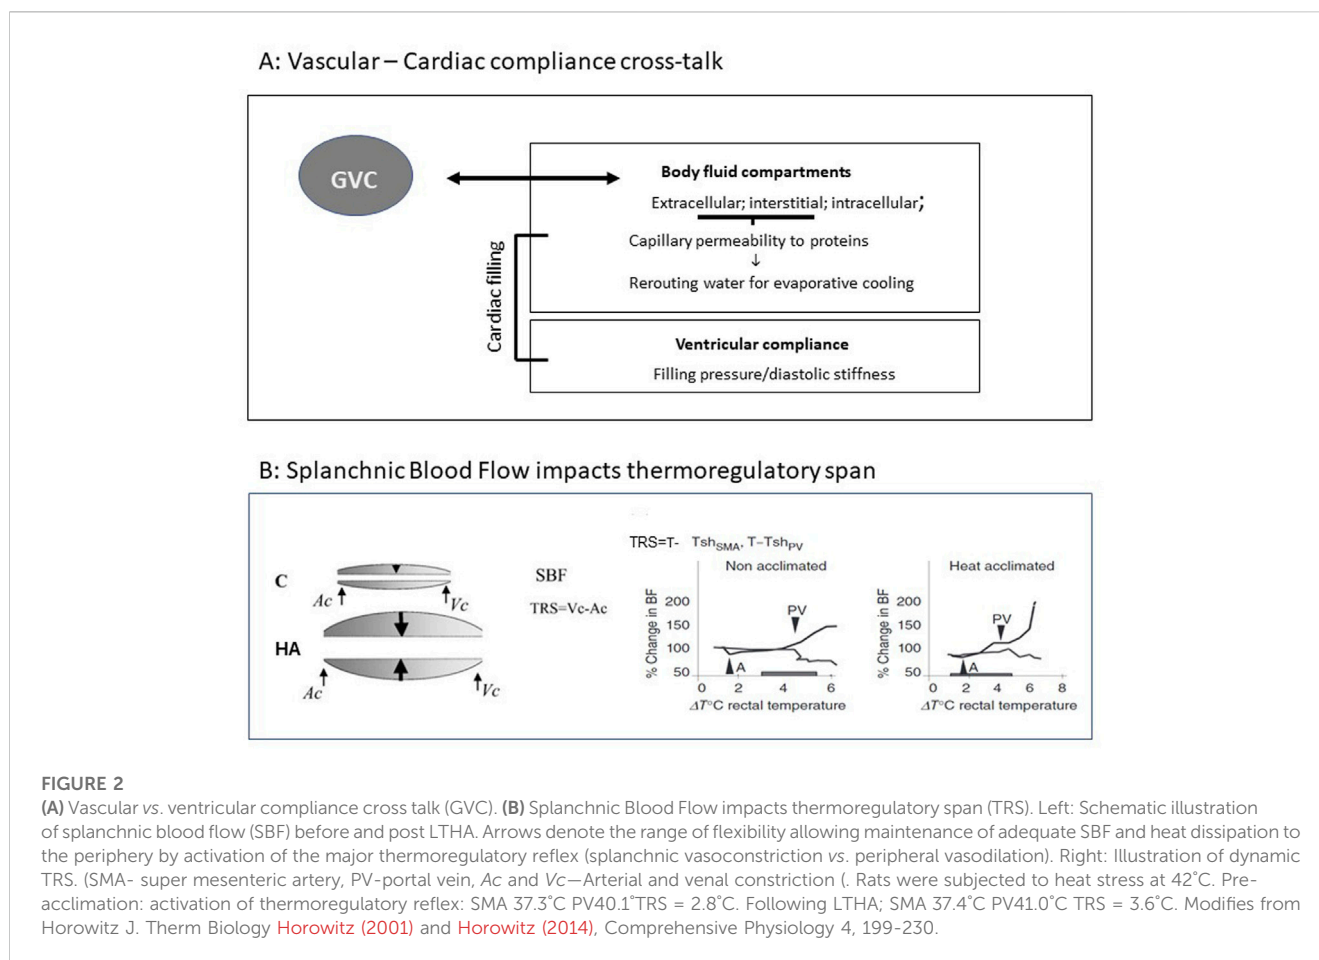 A: Vascular – Cardiac compliance cross-talk
GVC
Body fluid compartments
Extracellular; interstitial; intracellular;
Capillary permeability to proteins
↓
Rerouting water for evaporative cooling
Cardiac filling
Ventricular compliance
Filling pressure/diastolic stiffness
B: Splanchnic Blood Flow impacts thermoregulatory span
C
Ac
Vc
HA
Ac
Vc
SBF
TRS=Vc-Ac
TRS=T- Tsh_SMA, T–Tsh_PV
Non acclimated
% Change in BF
200
150
100
50
PV
A
0 2 4 6
ΔT°C rectal temperature
Heat acclimated
% Change in BF
200
150
100
50
PV
A
0 2 4 6 8
ΔT°C rectal temperature
FIGURE 2
(A) Vascular vs. ventricular compliance cross talk (GVC). (B) Splanchnic Blood Flow impacts thermoregulatory span (TRS). Left: Schematic illustration
of splanchnic blood flow (SBF) before and post LTHA. Arrows denote the range of flexibility allowing maintenance of adequate SBF and heat dissipation to
the periphery by activation of the major thermoregulatory reflex (splanchnic vasoconstriction vs. peripheral vasodilation). Right: Illustration of dynamic
TRS. (SMA- super mesenteric artery, PV-portal vein, Ac and Vc—Arterial and venal constriction (. Rats were subjected to heat stress at 42°C. Pre-
acclimation: activation of thermoregulatory reflex: SMA 37.3°C PV40.1°TRS = 2.8°C. Following LTHA; SMA 37.4°C PV41.0°C TRS = 3.6°C. Modifies from
Horowitz J. Therm Biology Horowitz (2001) and Horowitz (2014), Comprehensive Physiology 4, 199-230.